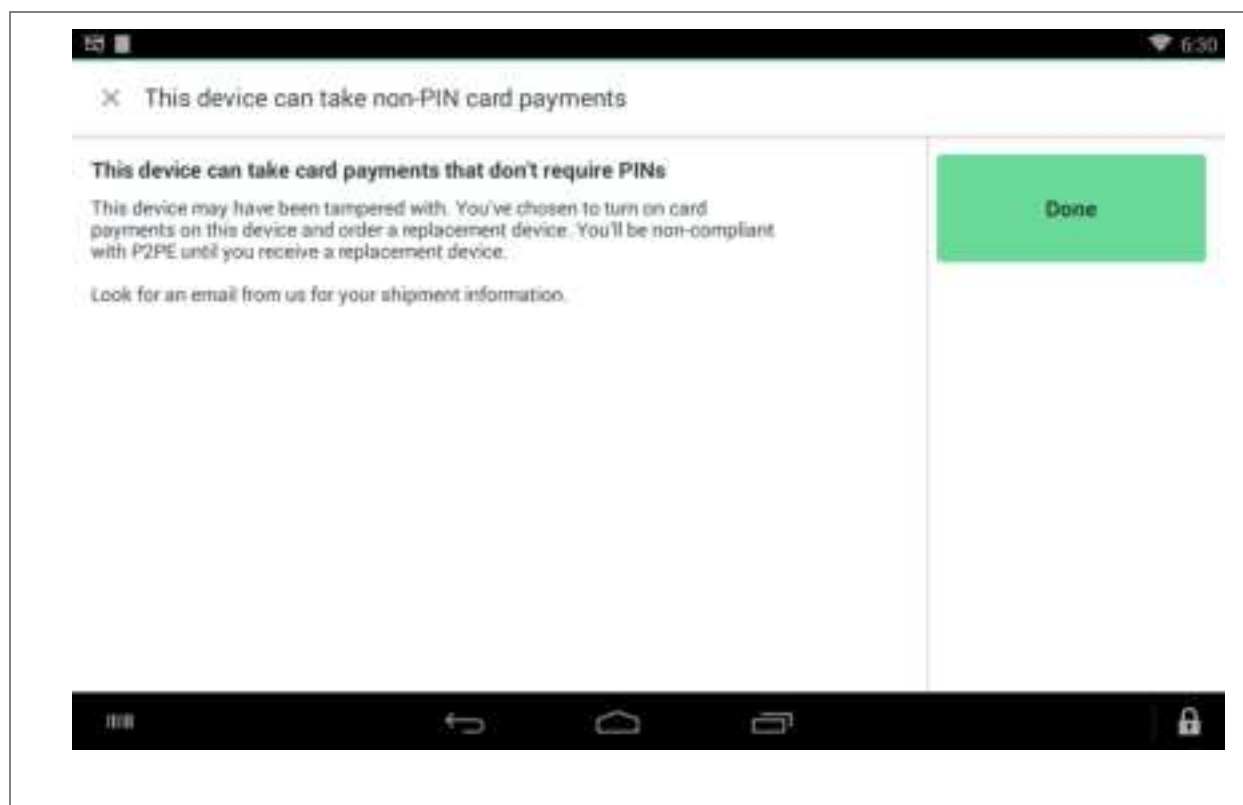 6:30
This device can take non-PIN card payments
This device can take card payments that don't require PINs
This device may have been tampered with. You've chosen to turn on card
payments on this device and order a replacement device. You'll be non-compliant
with P2PE until you receive a replacement device.
Look for an email from us for your shipment information.
Done